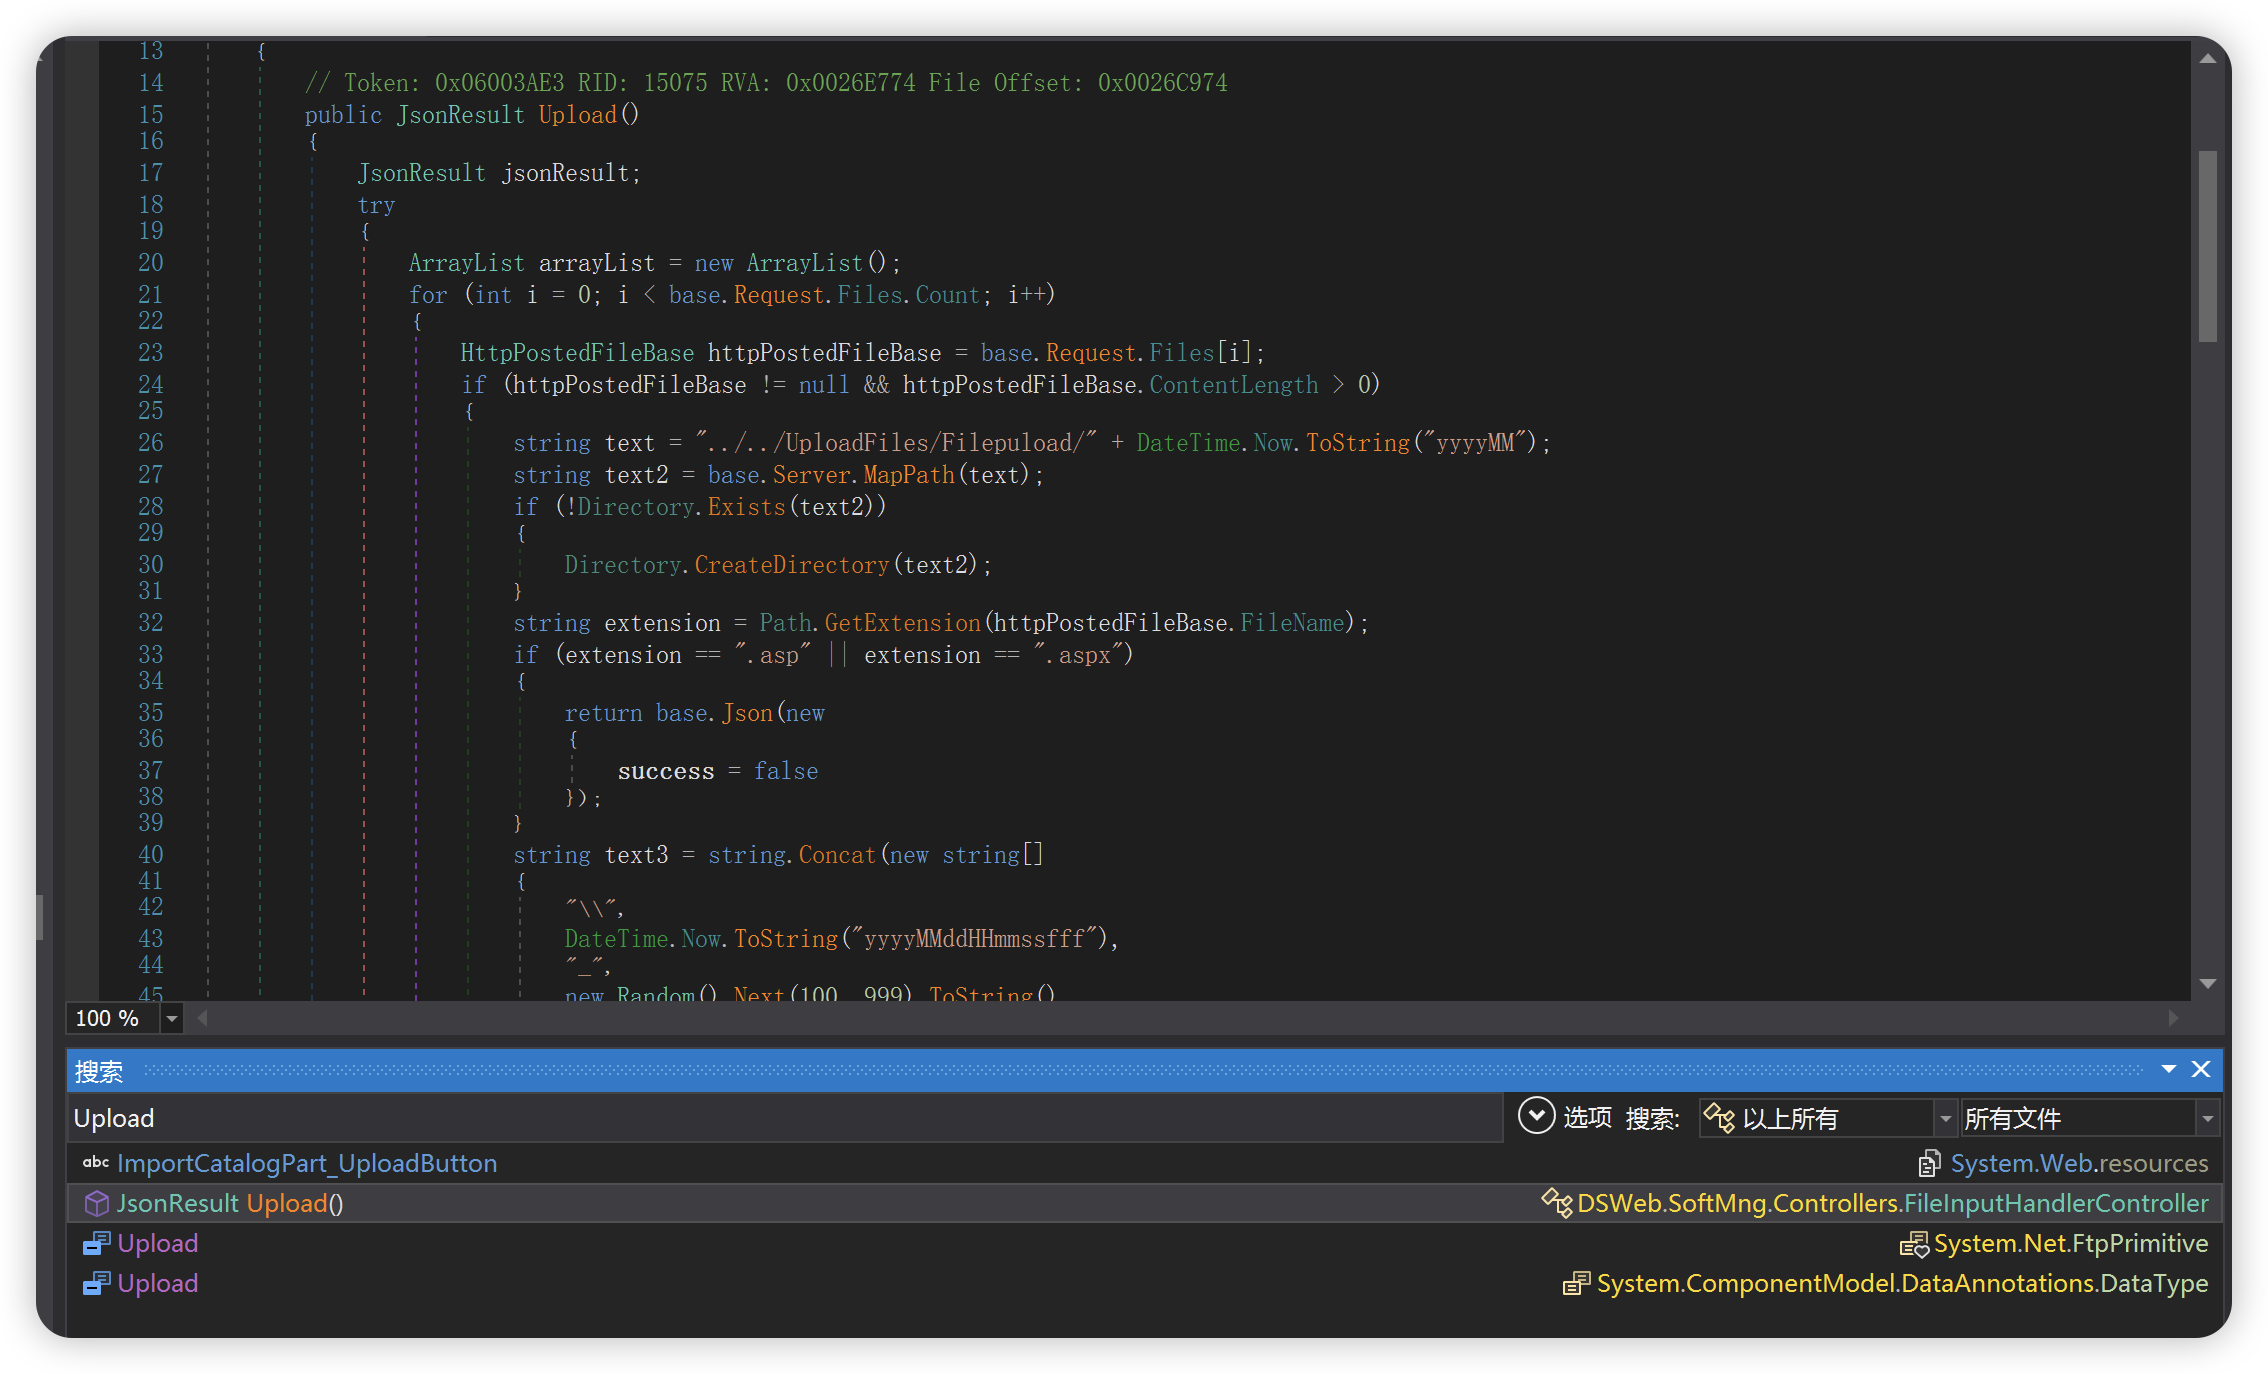 13 {
14 // Token: 0x06003AE3 RID: 15075 RVA: 0x0026E774 File Offset: 0x0026C974
15 public JsonResult Upload()
16 {
17 JsonResult jsonResult;
18 try
19 {
20 ArrayList arrayList = new ArrayList();
21 for (int i = 0; i < base.Request.Files.Count; i++)
22 {
23 HttpPostedFileBase httpPostedFileBase = base.Request.Files[i];
24 if (httpPostedFileBase != null && httpPostedFileBase.ContentLength > 0)
25 {
26 string text = "../../UploadFiles/Filepuload/" + DateTime.Now.ToString("yyyyMM");
27 string text2 = base.Server.MapPath(text);
28 if (!Directory.Exists(text2))
29 {
30 Directory.CreateDirectory(text2);
31 }
32 string extension = Path.GetExtension(httpPostedFileBase.FileName);
33 if (extension == ".asp" || extension == ".aspx")
34 {
35 return base.Json(new
36 {
37 success = false
38 });
39 }
40 string text3 = string.Concat(new string[]
41 {
42 "\\",
43 DateTime.Now.ToString("yyyyMMddHHmmssfff"),
44 "_",
45 new Random().Next(100, 999).ToString()
100 %
搜索
Upload 选项 搜索: 以上所有 所有文件
abc ImportCatalogPart_UploadButton System.Web.resources
JsonResult Upload() DSWeb.SoftMng.Controllers.FileInputHandlerController
Upload System.Net.FtpPrimitive
Upload System.ComponentModel.DataAnnotations.DataType